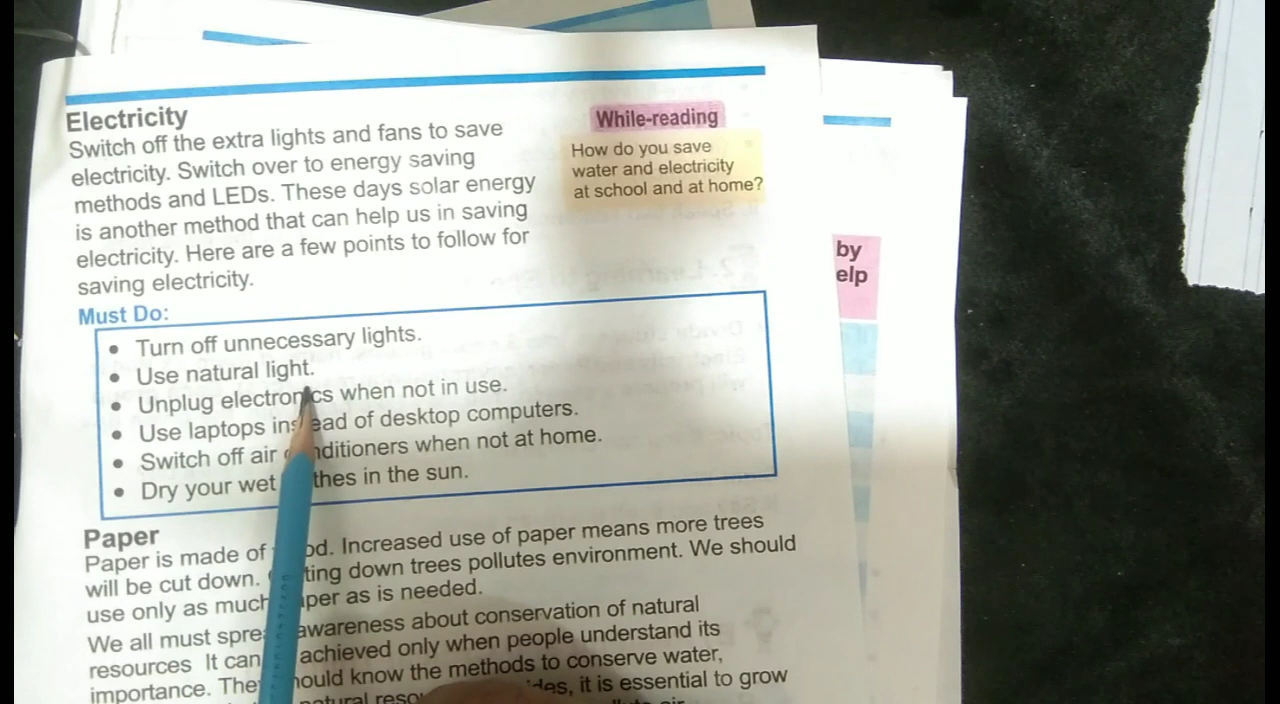 Electricity
Switch off the extra lights and fans to save
electricity. Switch over to energy saving
methods and LEDs. These days solar energy
is another method that can help us in saving
electricity. Here are a few points to follow for
saving electricity.
While-reading
How do you save
water and electricity
at school and at home?
Must Do:
• Turn off unnecessary lights.
• Use natural light.
• Unplug electronics when not in use.
• Use laptops instead of desktop computers.
• Switch off air conditioners when not at home.
• Dry your wet clothes in the sun.
Paper
Paper is made of wood. Increased use of paper means more trees
will be cut down. Cutting down trees pollutes environment. We should
use only as much paper as is needed.
We all must spread awareness about conservation of natural
resources It can achieved only when people understand its
importance. They should know the methods to conserve water,
natural it is essential to grow
by
elp